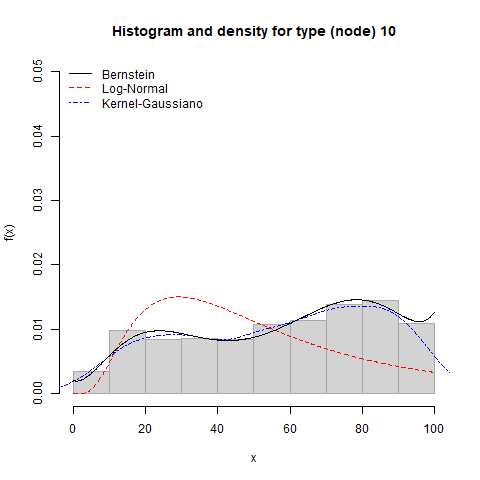 Histogram and density for type (node) 10
Bernstein
Log-Normal
Kernel-Gaussiano
0.05
0.04
0.03
0.02
0.01
0.00
f(x)
0 20 40 60 80 100
x